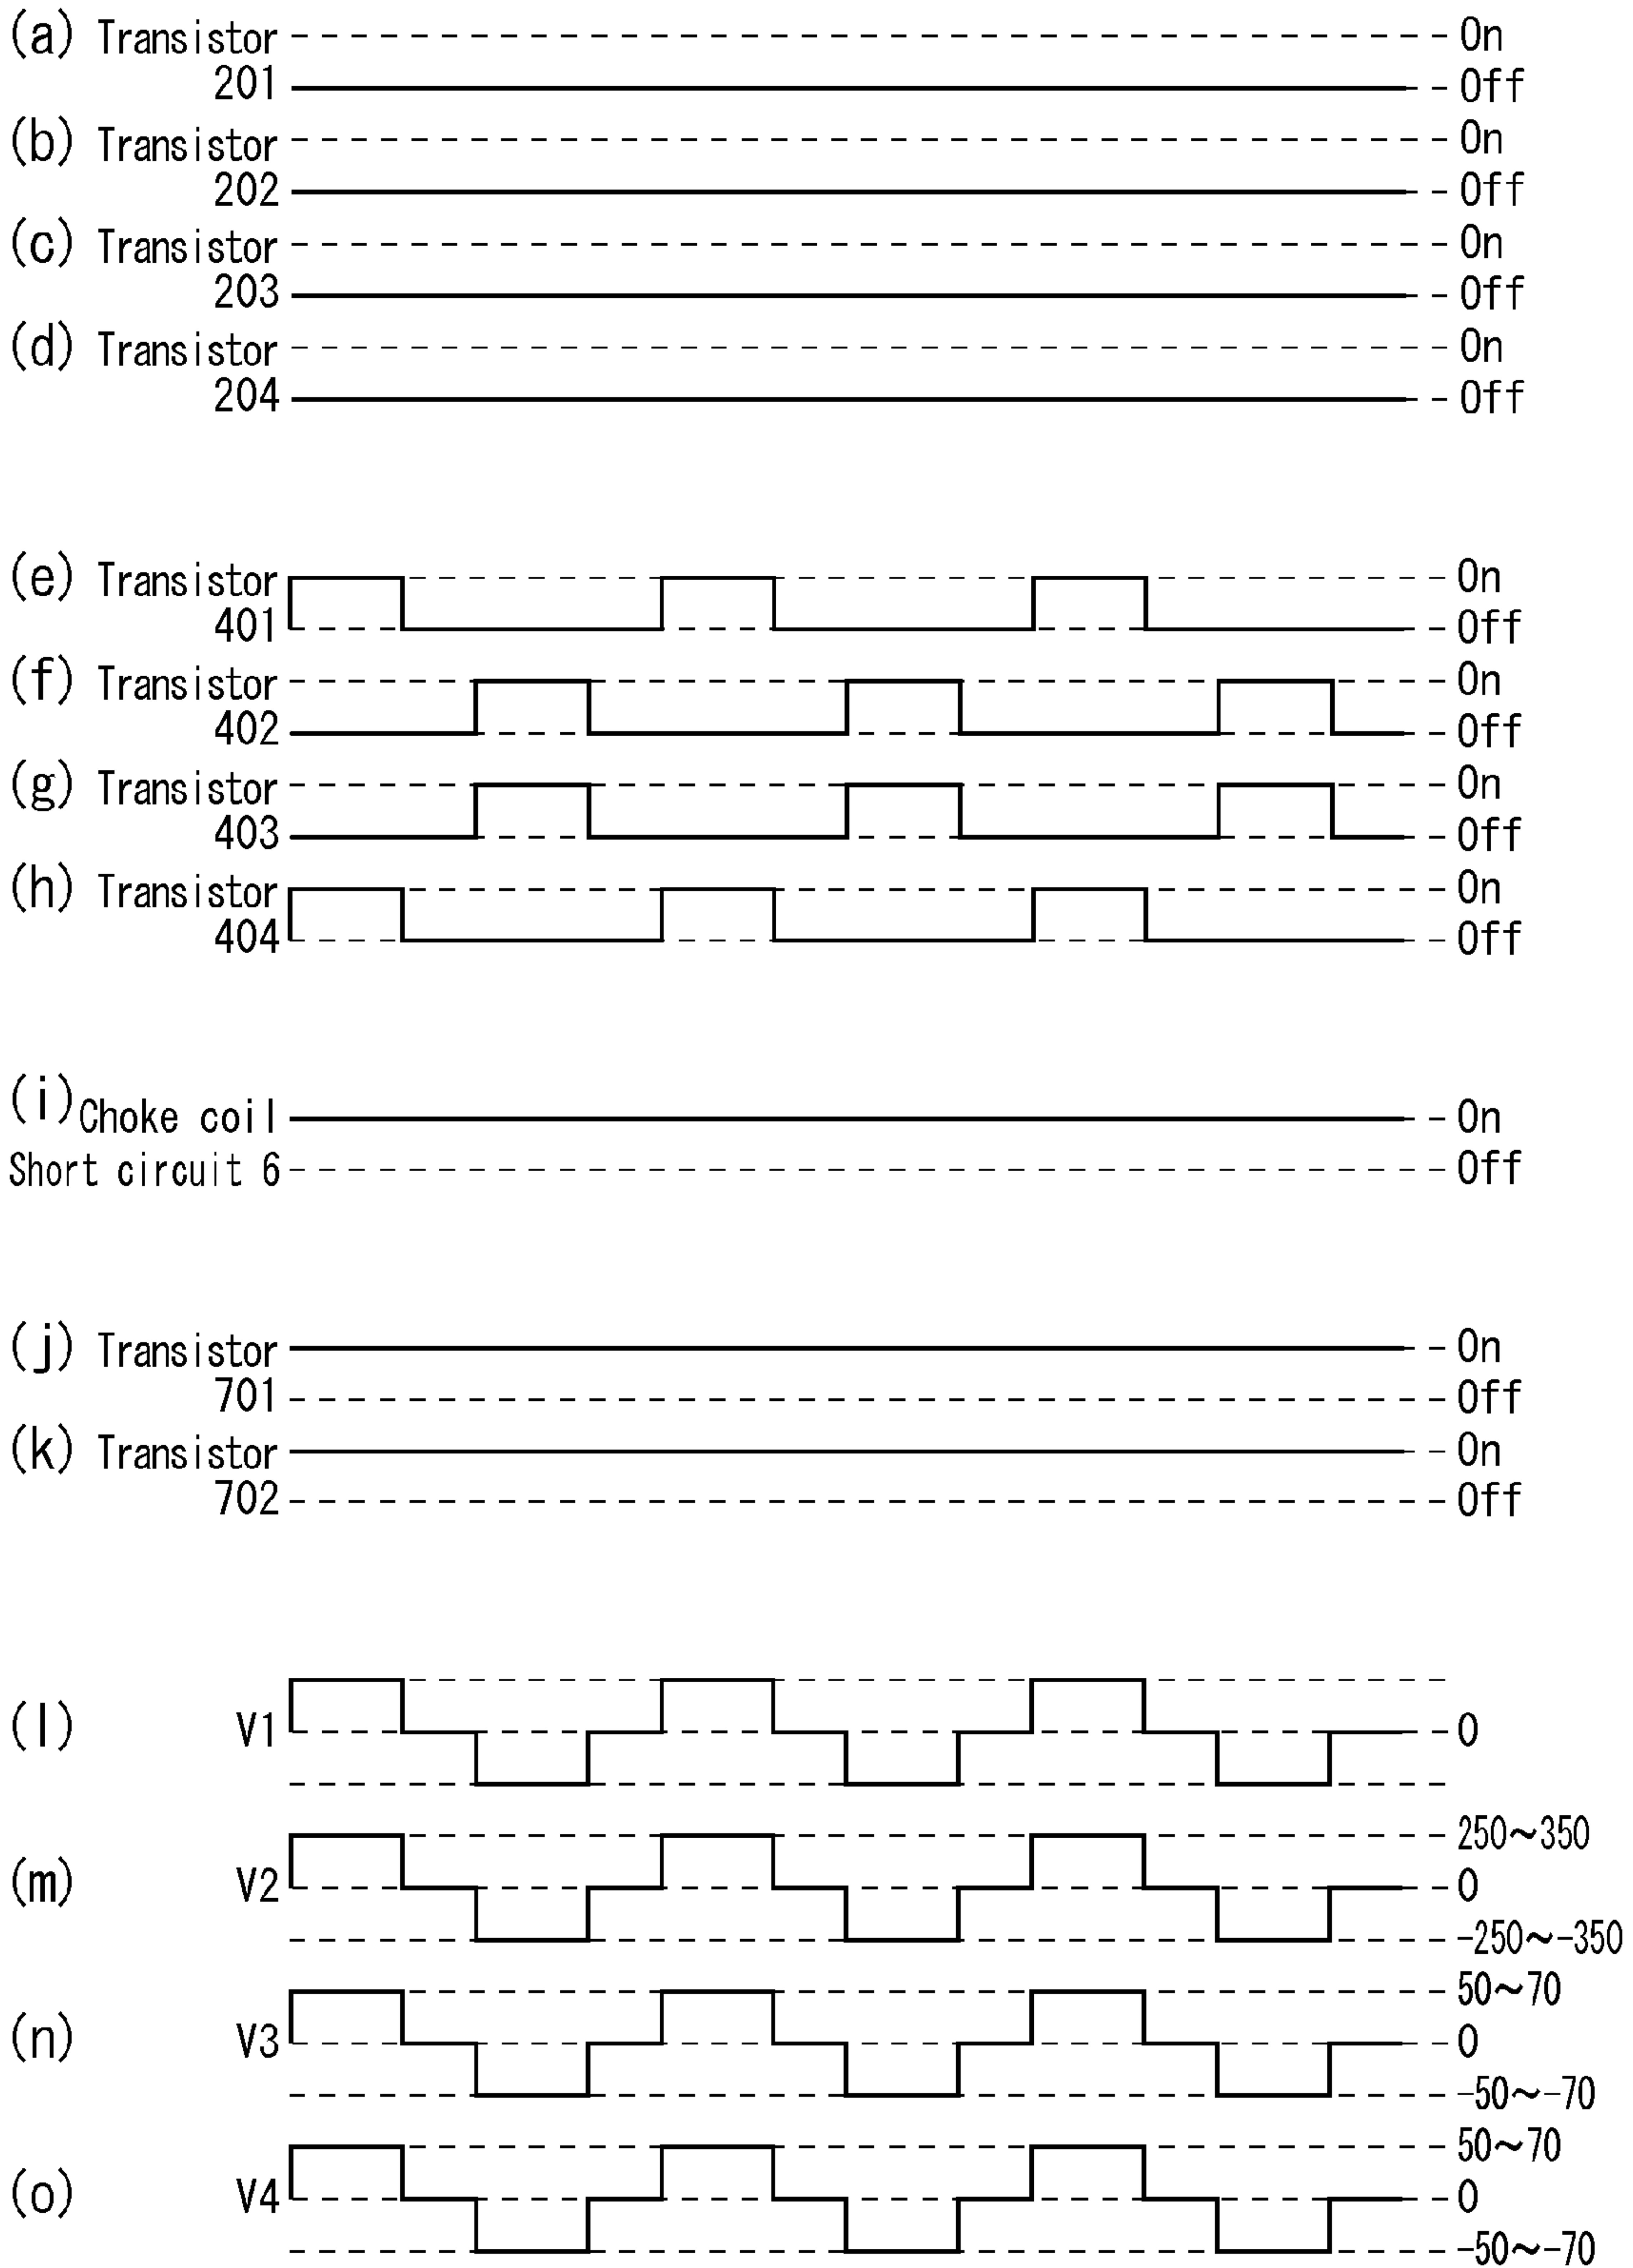 (a) Transistor On
201 Off
(b) Transistor On
202 Off
(c) Transistor On
203 Off
(d) Transistor On
204 Off
(e) Transistor On
401 Off
(f) Transistor On
402 Off
(g) Transistor On
403 Off
(h) Transistor On
404 Off
(i) Choke coil On
Short circuit 6 Off
(j) Transistor On
701 Off
(k) Transistor On
702 Off
(l) V1 0
250～350
(m) V2 0
-250～-350
50～70
(n) V3 0
-50～-70
50～70
(o) V4 0
-50～-70